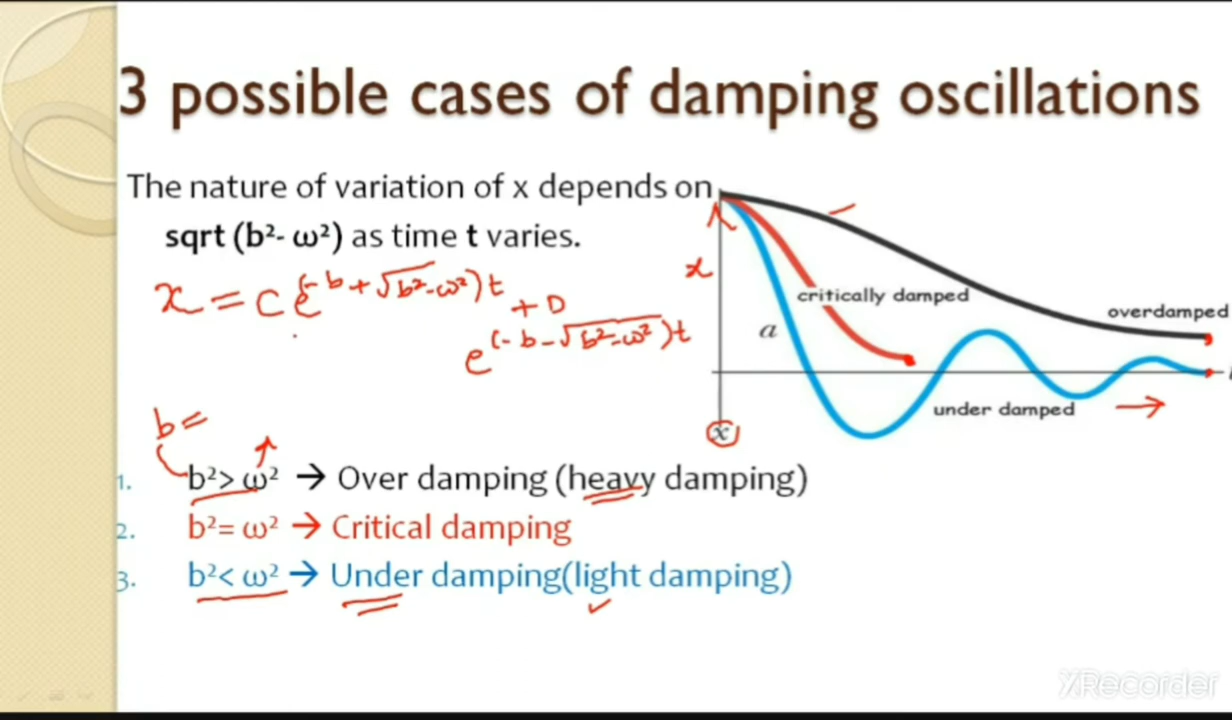 3 possible cases of damping oscillations
The nature of variation of x depends on
sqrt (b²- ω²) as time t varies.
x = C e^(-b + √b²-ω²)t + D
e^(-b-√b²-ω²)t
x
critically damped
overdamped
a
under damped →
x
b=
1. b²> ω² → Over damping (heavy damping)
2. b²= ω² → Critical damping
3. b²< ω² → Under damping(light damping)
XRecorder